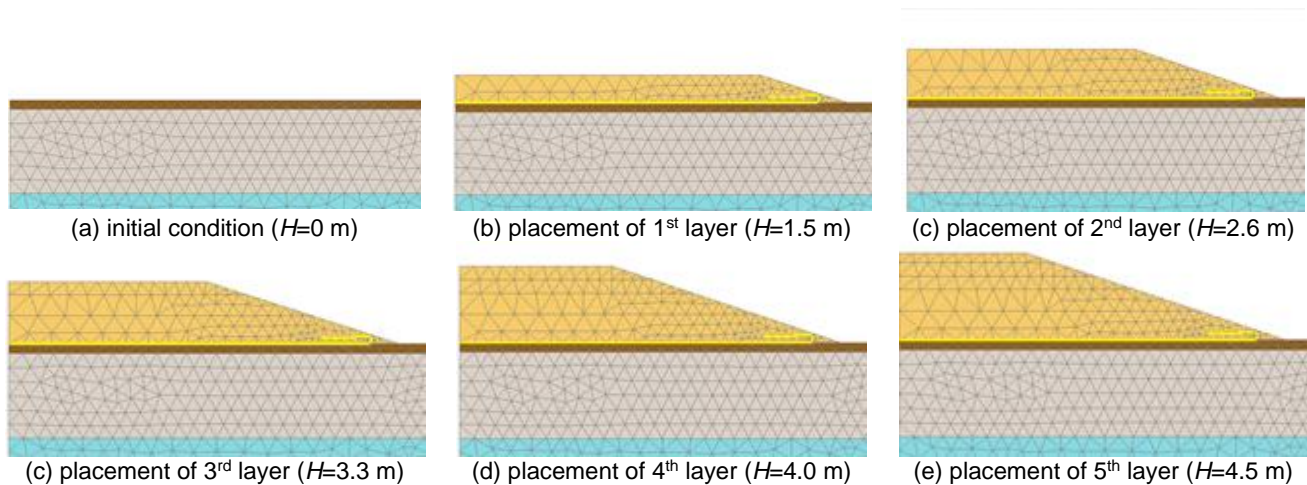 (a) initial condition (H=0 m)
(b) placement of 1st layer (H=1.5 m)
(c) placement of 2nd layer (H=2.6 m)
(c) placement of 3rd layer (H=3.3 m)
(d) placement of 4th layer (H=4.0 m)
(e) placement of 5th layer (H=4.5 m)